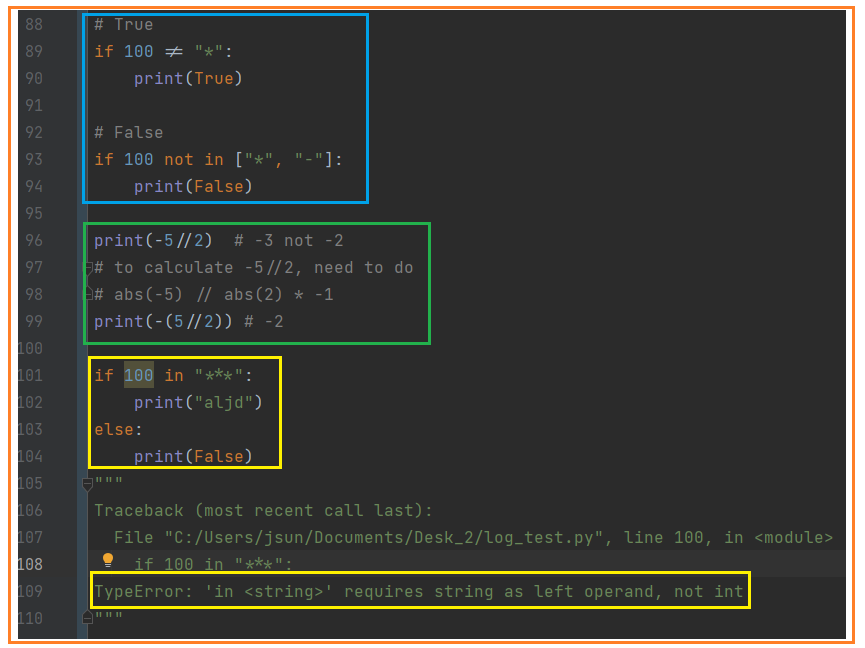 88 # True
89 if 100 != "*":
90     print(True)
91
92 # False
93 if 100 not in ["*", "-"]:
94     print(False)
95
96 print(-5//2)  # -3 not -2
97 # to calculate -5//2, need to do
98 # abs(-5) // abs(2) * -1
99 print(-(5//2)) # -2
100
101 if 100 in "***":
102     print("aljd")
103 else:
104     print(False)
105 """
106 Traceback (most recent call last):
107   File "C:/Users/jsun/Documents/Desk_2/log_test.py", line 100, in <module>
108     if 100 in "***":
109 TypeError: 'in <string>' requires string as left operand, not int
110 """